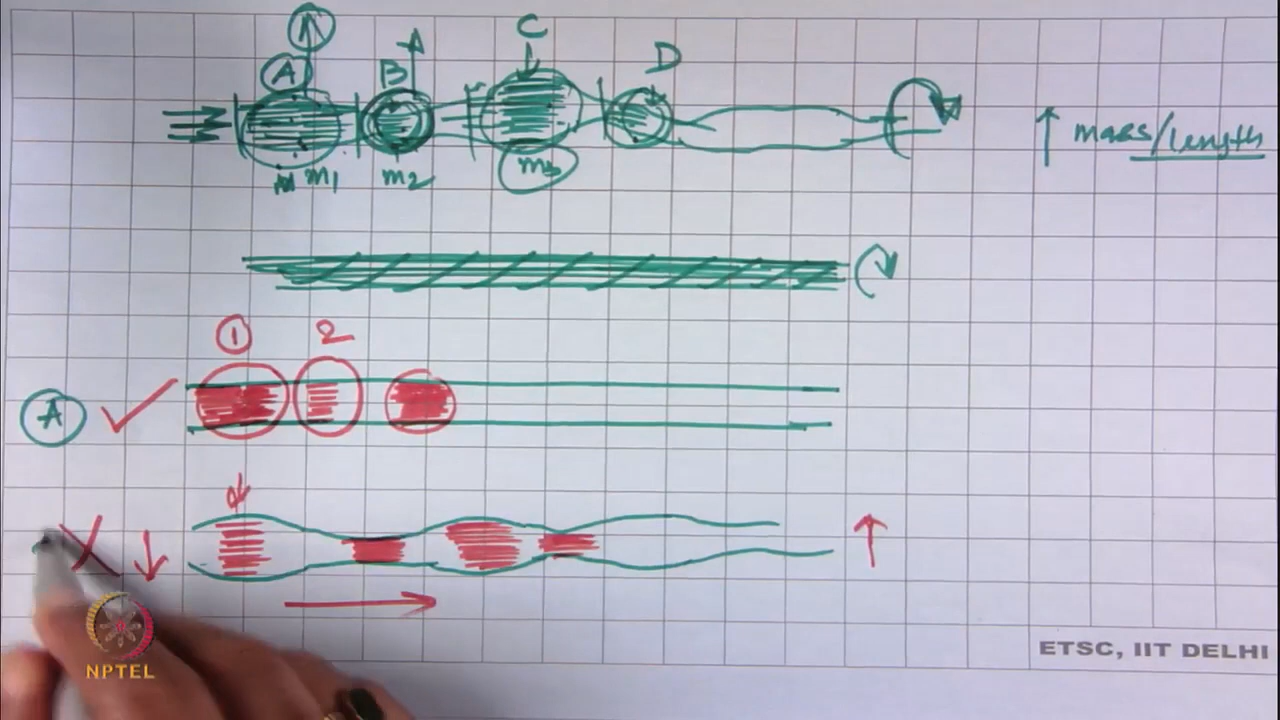 A B C D
m1 m2 m3
mass/length
1 2
A
ETSC, IIT DELHI
NPTEL